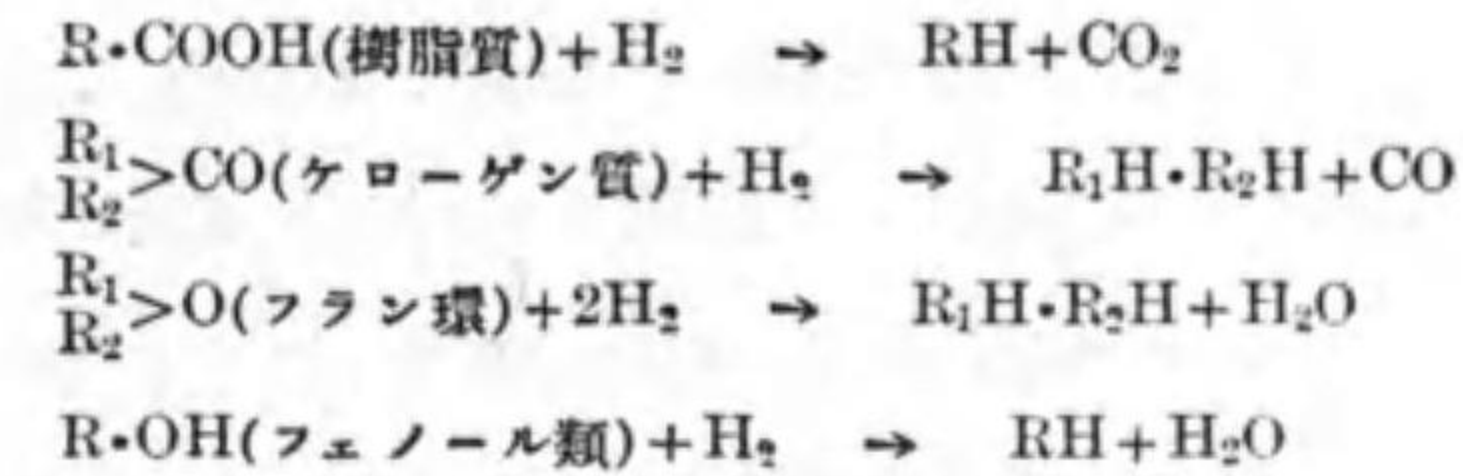 R•COOH(樹脂質)+H₂ → RH+CO₂
R₁
R₂>CO(ケローゲン質)+H₂ → R₁H•R₂H+CO
R₁
R₂>O(フラン環)+2H₂ → R₁H•R₂H+H₂O
R•OH(フェノール類)+H₂ → RH+H₂O